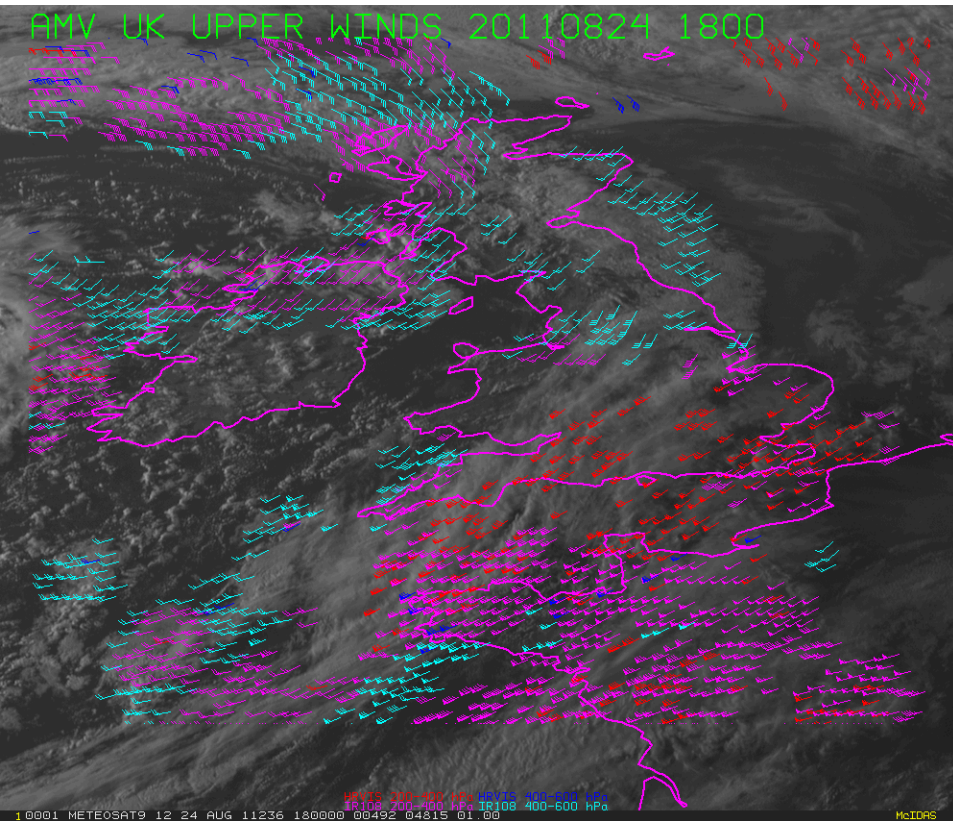 AMV UK UPPER WINDS 20110824 1800
HRVIS 200-400 hPa HRVIS 400-600 hPa
IR108 200-400 hPa IR108 400-600 hPa
1 0001 METEOSAT9 12 24 AUG 11236 180000 00492 04815 01.00 McIDAS